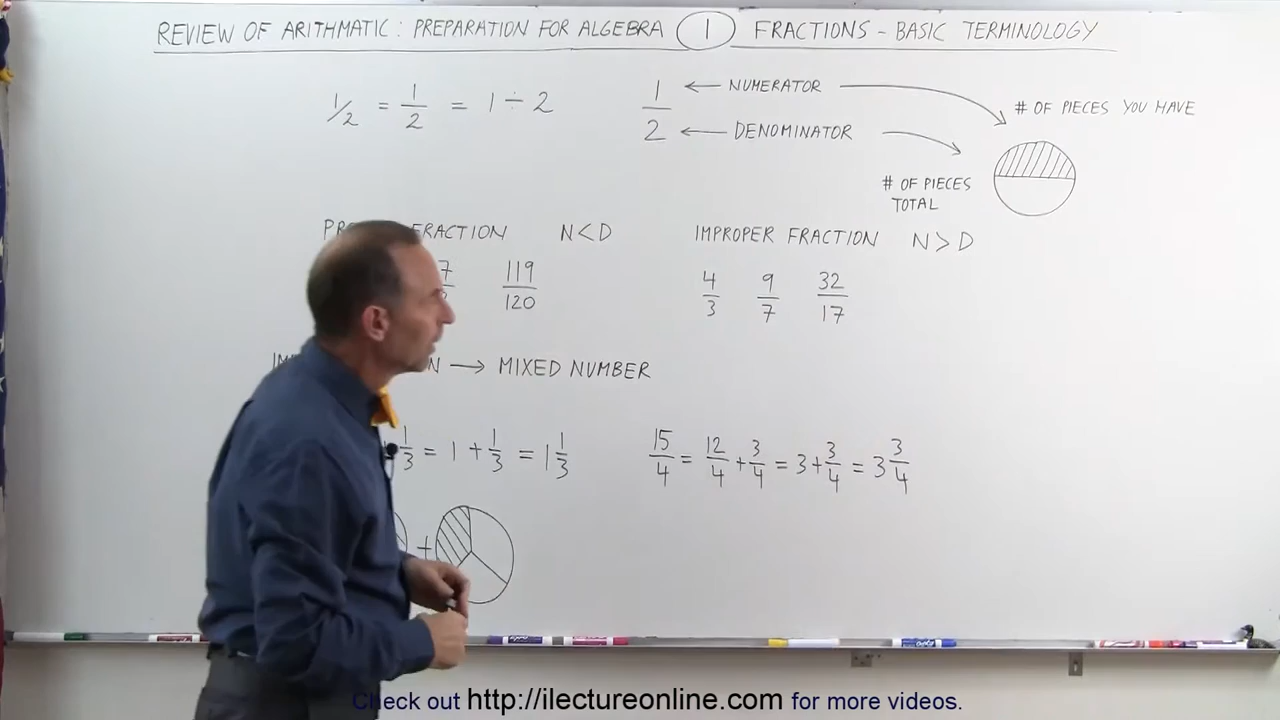 REVIEW OF ARITHMATIC: PREPARATION FOR ALGEBRA 1 FRACTIONS - BASIC TERMINOLOGY
1/2 = 1/2 = 1 ÷ 2
1/2 ← NUMERATOR
← DENOMINATOR
# OF PIECES YOU HAVE
# OF PIECES
TOTAL
FRACTION N<D
119/120
IMPROPER FRACTION N>D
4/3 9/7 32/17
→ MIXED NUMBER
1/3 = 1 + 1/3 = 1 1/3
15/4 = 12/4 + 3/4 = 3 + 3/4 = 3 3/4
+
Check out http://ilectureonline.com for more videos.